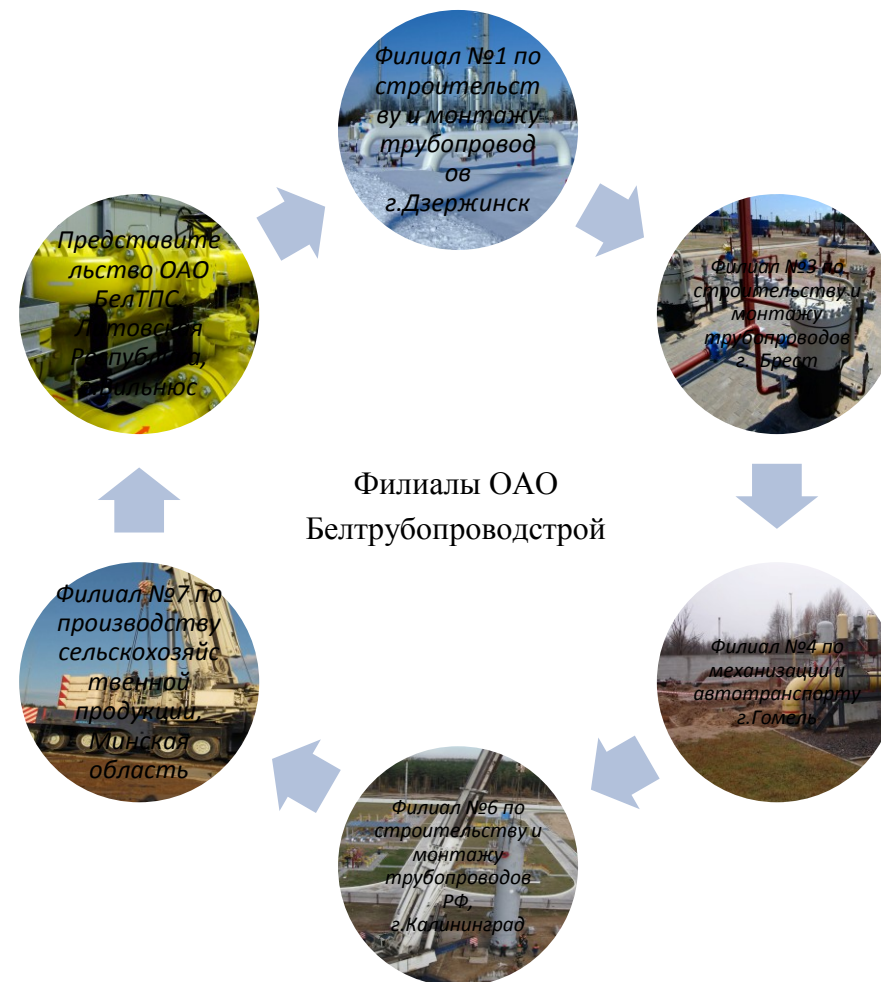 Филиал №1 по
строительст
ву и монтажу
трубопровод
ов
г.Дзержинск
Филиал №3 по
строительству и
монтажу
трубопроводов
г. Брест
Филиал №4 по
механизации и
автотранспорту
г.Гомель
Филиал №6 по
строительству и
монтажу
трубопроводов
РФ,
г.Калининград
Филиал №7 по
производству
сельскохозяйс
твенной
продукции,
Минская
область
Представите
льство ОАО
БелТПС
Литовская
Республика,
г.Вильнюс
Филиалы ОАО
Белтрубопроводстрой